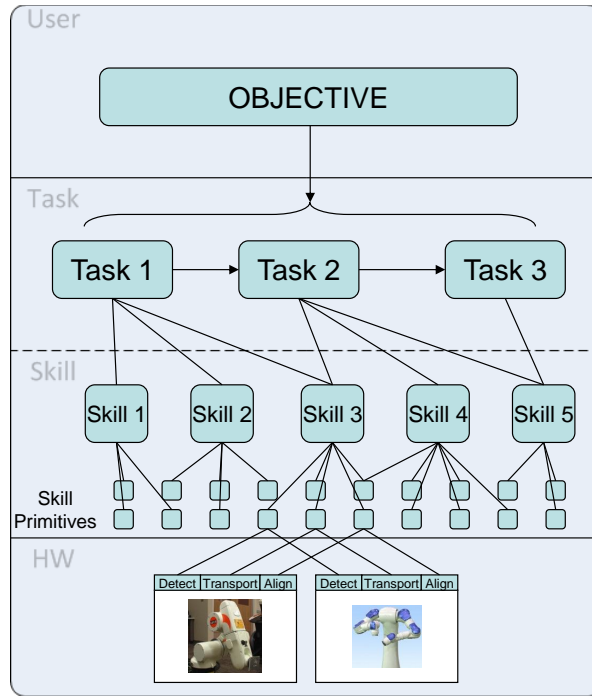 User
OBJECTIVE
Task
Task 1
Task 2
Task 3
Skill
Skill 1
Skill 2
Skill 3
Skill 4
Skill 5
Skill
Primitives
HW
Detect Transport Align
Detect Transport Align